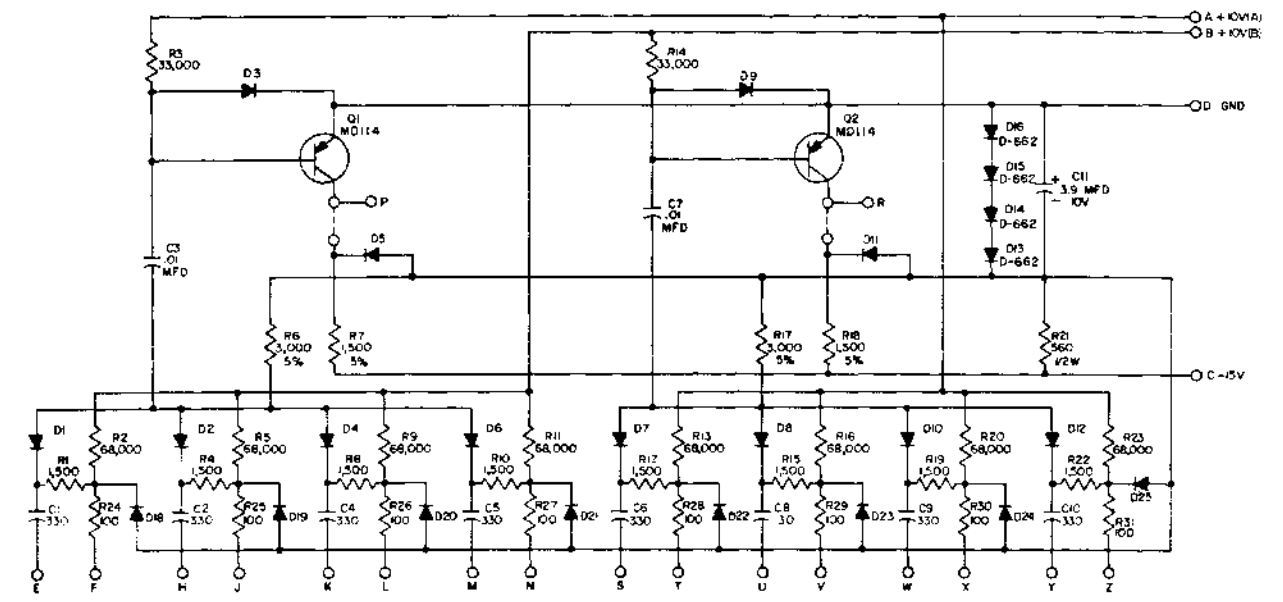 A +10V(A)
B +10V(B)
R3
33,000
D3
R14
33,000
D9
D GND
Q1
MD114
Q2
MD114
D16
D-662
D15
D-662
D14
D-662
D13
D-662
C11
+
3.9 MFD
-
10V
P
R
C3
.01
MFD
C7
.01
MFD
D5
D11
R6
3,000
5%
R7
1,500
5%
R17
3,000
5%
R18
1,500
5%
R21
560
1/2W
C -15V
D1
R2
68,000
D2
R5
68,000
D4
R9
68,000
D6
R11
68,000
D7
R13
68,000
D8
R16
68,000
D10
R20
68,000
D12
R23
68,000
R1
1,500
R4
1,500
R8
1,500
R10
1,500
R12
1,500
R15
1,500
R19
1,500
R22
1,500
D25
C1
330
R24
100
D18
C2
330
R25
100
D19
C4
330
R26
100
D20
C5
330
R27
100
D21
C6
330
R28
100
D22
C8
R29
100
D23
C9
330
R30
100
D24
C10
330
R31
100
E F H J K L M N S T U V W X Y Z